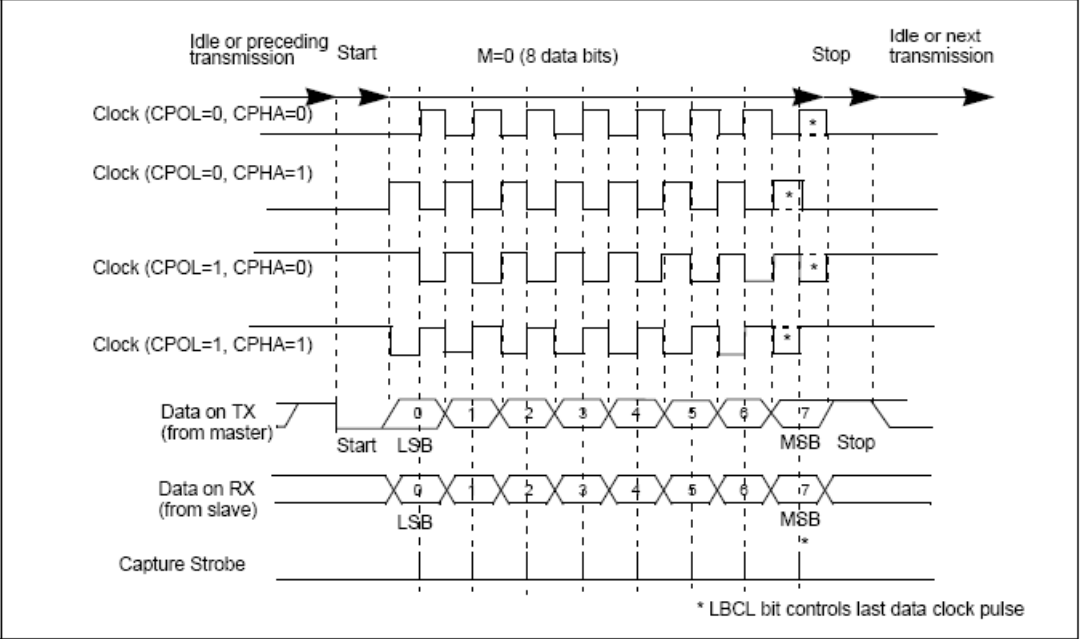 Idle or preceding
transmission
Start
M=0 (8 data bits)
Stop
Idle or next
transmission
Clock (CPOL=0, CPHA=0)
*
Clock (CPOL=0, CPHA=1)
*
Clock (CPOL=1, CPHA=0)
*
Clock (CPOL=1, CPHA=1)
*
Data on TX
(from master)
0 1 2 3 4 5 6 7
Start LSB MSB Stop
Data on RX
(from slave)
0 1 2 3 4 5 6 7
LSB MSB
*
Capture Strobe
* LBCL bit controls last data clock pulse